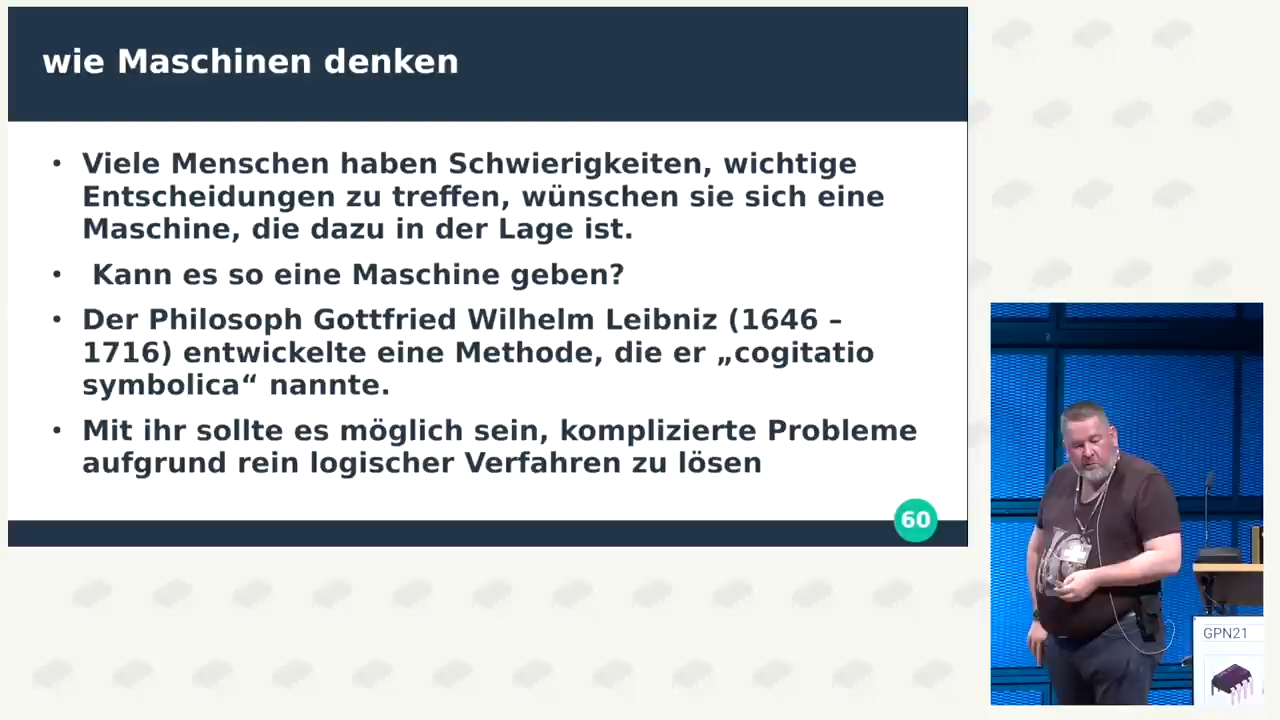 wie Maschinen denken
• Viele Menschen haben Schwierigkeiten, wichtige
Entscheidungen zu treffen, wünschen sie sich eine
Maschine, die dazu in der Lage ist.
• Kann es so eine Maschine geben?
• Der Philosoph Gottfried Wilhelm Leibniz (1646 –
1716) entwickelte eine Methode, die er „cogitatio
symbolica“ nannte.
• Mit ihr sollte es möglich sein, komplizierte Probleme
aufgrund rein logischer Verfahren zu lösen
60
GPN21